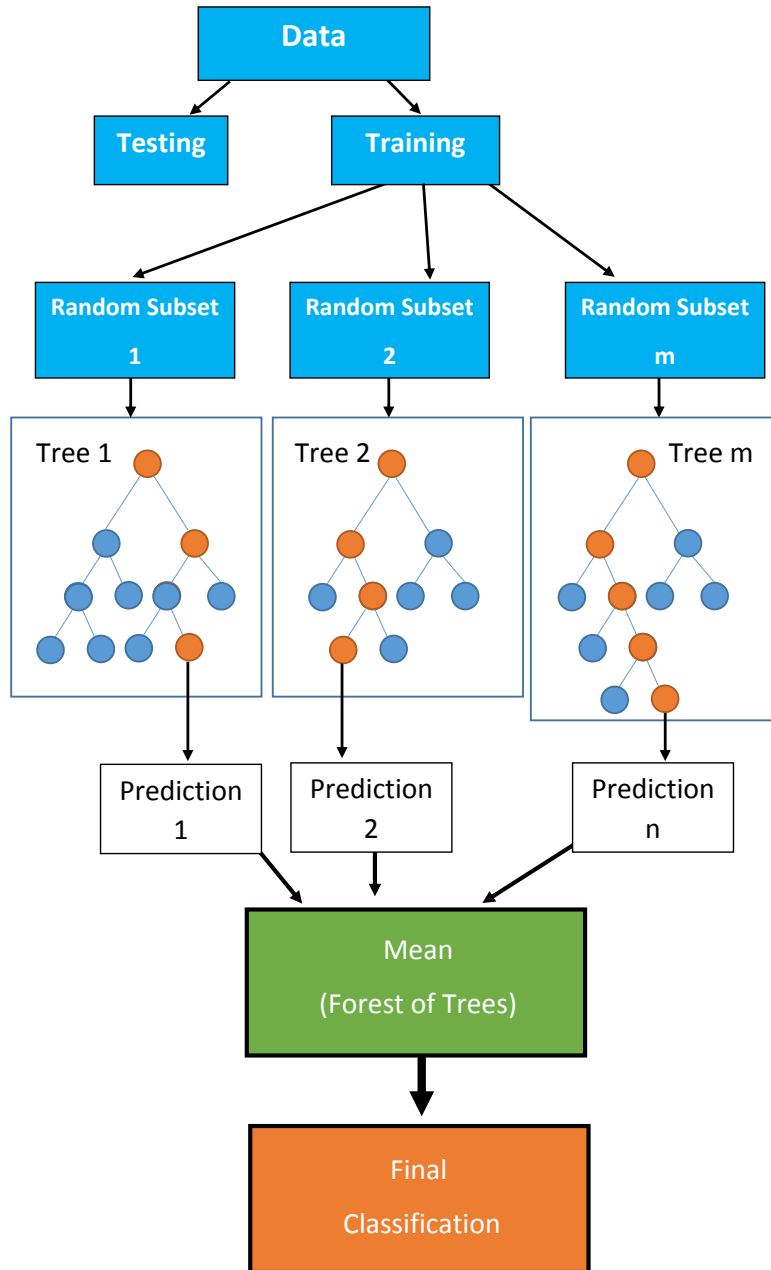 Data
Testing
Training
Random Subset
1
Random Subset
2
Random Subset
m
Tree 1
Tree 2
Tree m
Prediction
1
Prediction
2
Prediction
n
Mean
(Forest of Trees)
Final
Classification